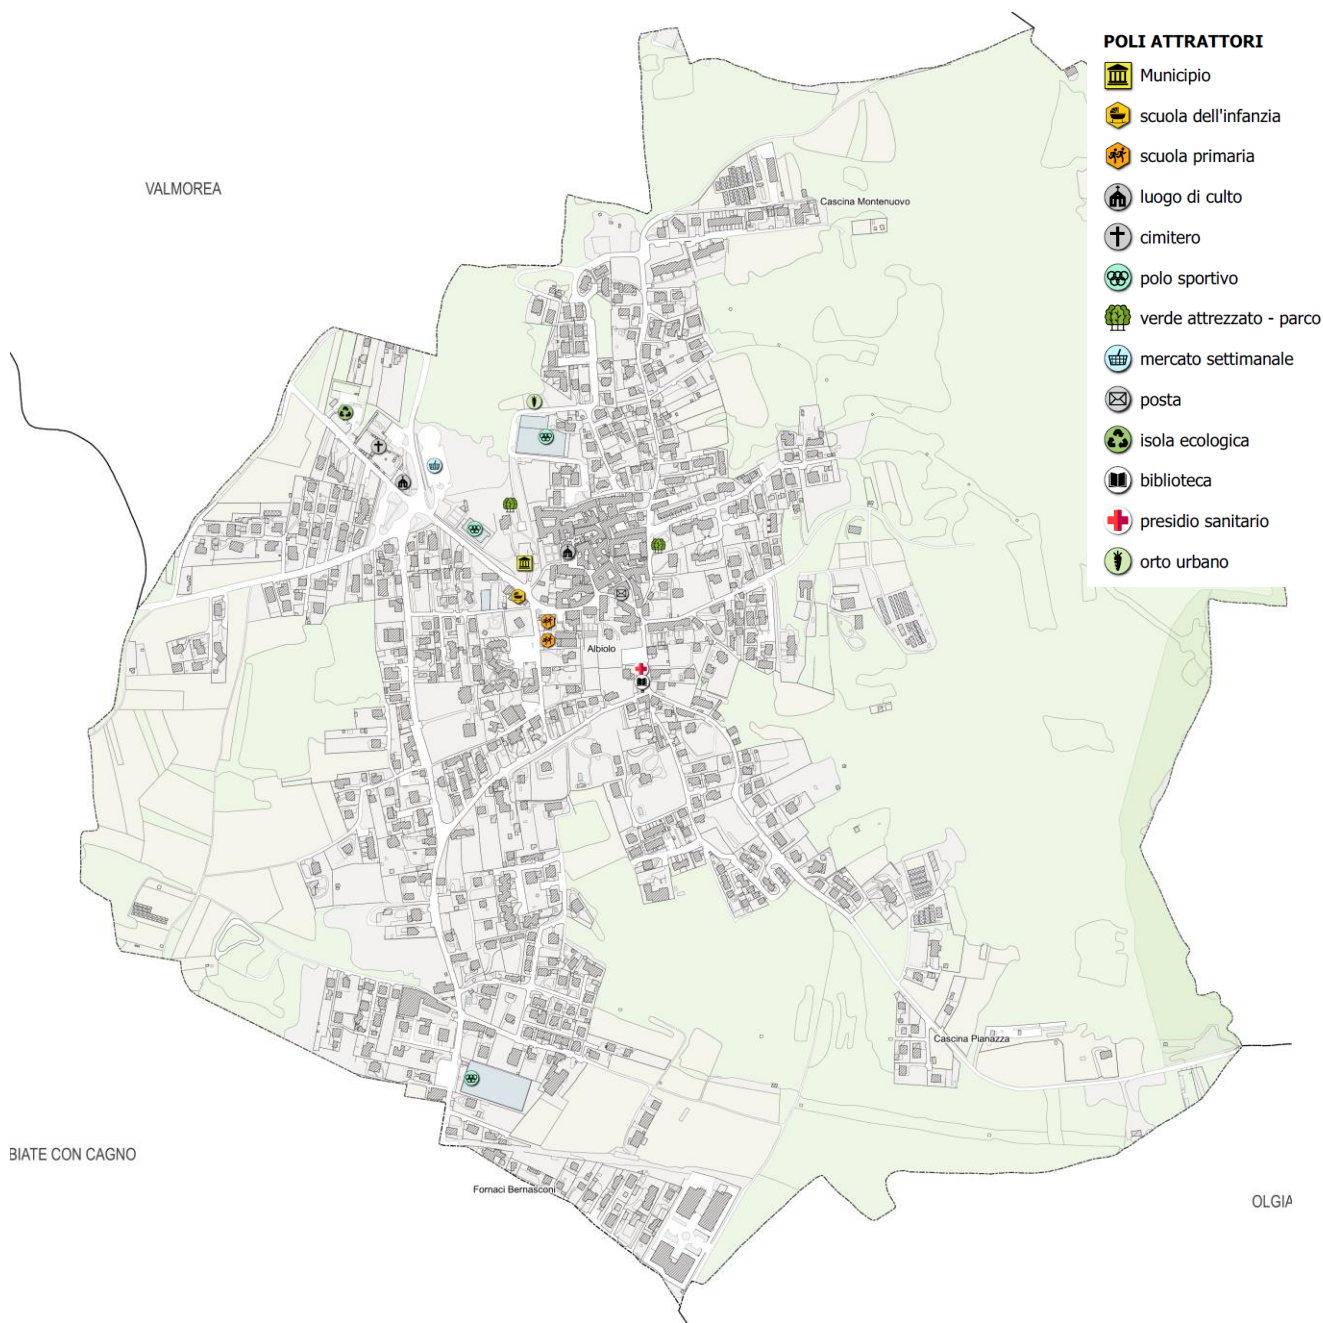 POLI ATTRATTORI
Municipio
scuola dell'infanzia
scuola primaria
luogo di culto
cimitero
polo sportivo
verde attrezzato - parco
mercato settimanale
posta
isola ecologica
biblioteca
presidio sanitario
orto urbano
VALMOREA
Cascina Montenuovo
Albiolo
Cascina Pianazza
BIATE CON CAGNO
Fornaci Bernasconi
OLGIA